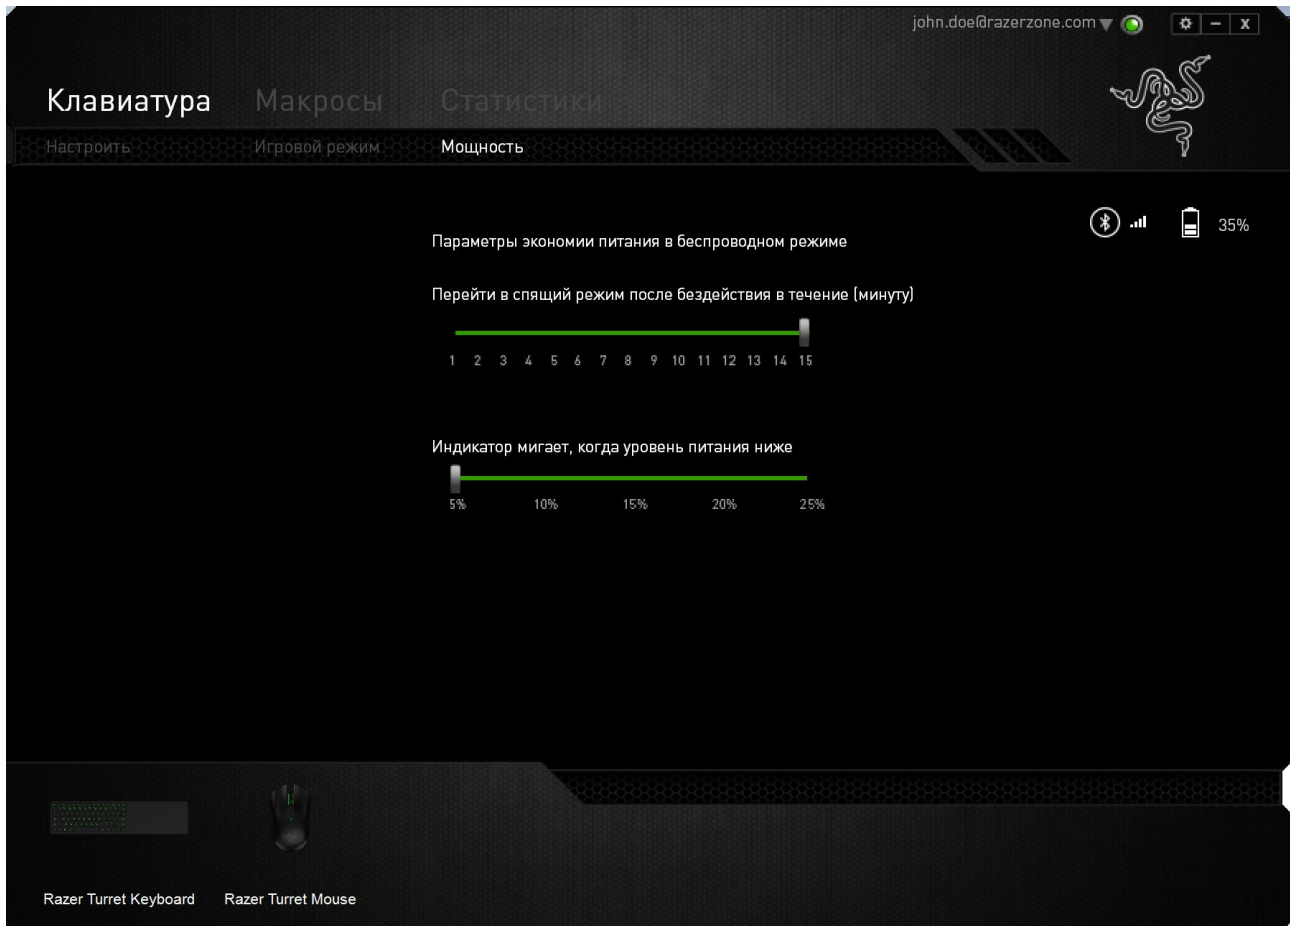 john.doe@razerzone.com
x
Клавиатура Макросы Статистики
Настроить Игровой режим Мощность
35%
Параметры экономии питания в беспроводном режиме
Перейти в спящий режим после бездействия в течение (минуту)
1 2 3 4 5 6 7 8 9 10 11 12 13 14 15
Индикатор мигает, когда уровень питания ниже
5% 10% 15% 20% 25%
Razer Turret Keyboard Razer Turret Mouse